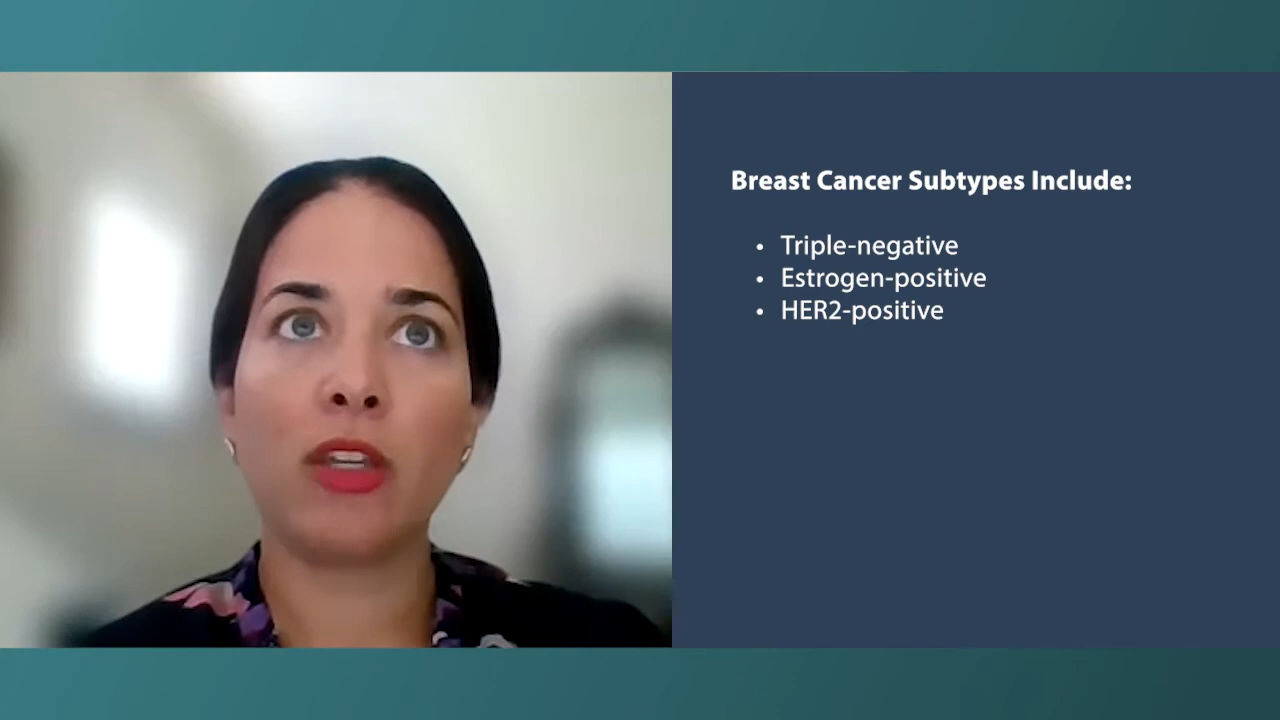 Breast Cancer Subtypes Include:
• Triple-negative
• Estrogen-positive
• HER2-positive